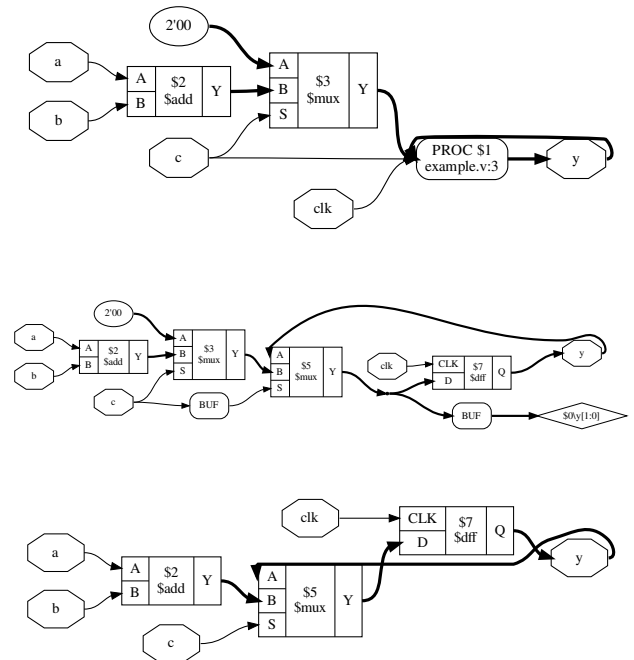 2'00
a
A
$2
$add
Y
B
b
A
$3
$mux
Y
B
S
c
PROC $1
example.v:3
y
clk
2'00
a
A
$2
$add
Y
B
b
A
$3
$mux
Y
B
S
c
BUF
A
$5
$mux
Y
B
S
clk
CLK
$7
$dff
Q
D
y
BUF
$0\y[1:0]
clk
CLK
$7
$dff
Q
D
y
a
A
$2
$add
Y
B
b
A
$5
$mux
Y
B
S
c